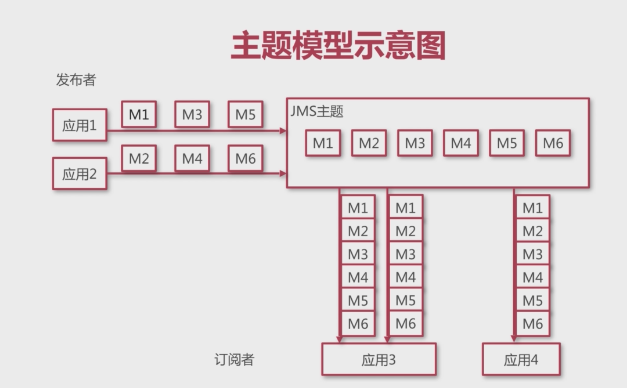 主题模型示意图
发布者
应用1
M1 M3 M5
应用2
M2 M4 M6
JMS主题
M1 M2 M3 M4 M5 M6
M1 M1 M1
M2 M2 M2
M3 M3 M3
M4 M4 M4
M5 M5 M5
M6 M6 M6
订阅者
应用3
应用4